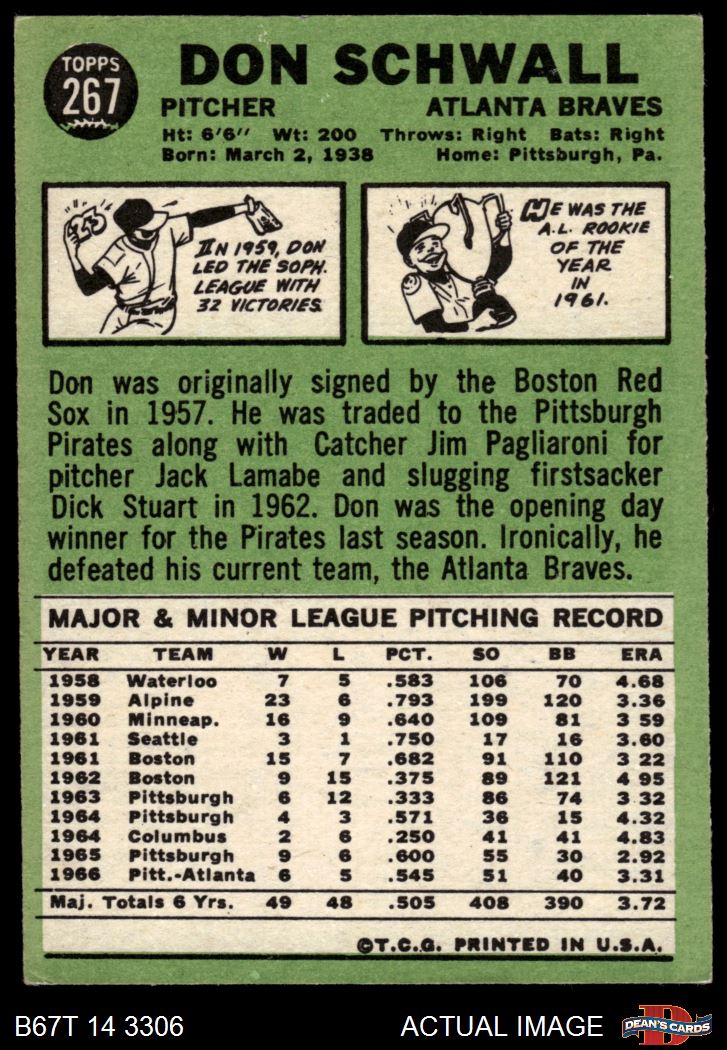 TOPPS
267
DON SCHWALL
PITCHER ATLANTA BRAVES
Ht: 6'6" Wt: 200 Throws: Right Bats: Right
Born: March 2, 1938 Home: Pittsburgh, Pa.
23
IN 1959, DON
LED THE SOPH.
LEAGUE WITH
32 VICTORIES.
HE WAS THE
A.L. ROOKIE
OF THE
YEAR
IN
1961.
Don was originally signed by the Boston Red
Sox in 1957. He was traded to the Pittsburgh
Pirates along with Catcher Jim Pagliaroni for
pitcher Jack Lamabe and slugging firstsacker
Dick Stuart in 1962. Don was the opening day
winner for the Pirates last season. Ironically, he
defeated his current team, the Atlanta Braves.
MAJOR & MINOR LEAGUE PITCHING RECORD
YEAR TEAM W L PCT. SO BB ERA
1958 Waterloo 7 5 .583 106 70 4.68
1959 Alpine 23 6 .793 199 120 3.36
1960 Minneap. 16 9 .640 109 81 3 59
1961 Seattle 3 1 .750 17 16 3.60
1961 Boston 15 7 .682 91 110 3 22
1962 Boston 9 15 .375 89 121 4 95
1963 Pittsburgh 6 12 .333 86 74 3 32
1964 Pittsburgh 4 3 .571 36 15 4.32
1964 Columbus 2 6 .250 41 41 4.83
1965 Pittsburgh 9 6 .600 55 30 2.92
1966 Pitt.-Atlanta 6 5 .545 51 40 3.31
Maj. Totals 6 Yrs. 49 48 .505 408 390 3.72
©T.C.G. PRINTED IN U.S.A.
B67T 14 3306 ACTUAL IMAGE
D
DEAN'S CARDS